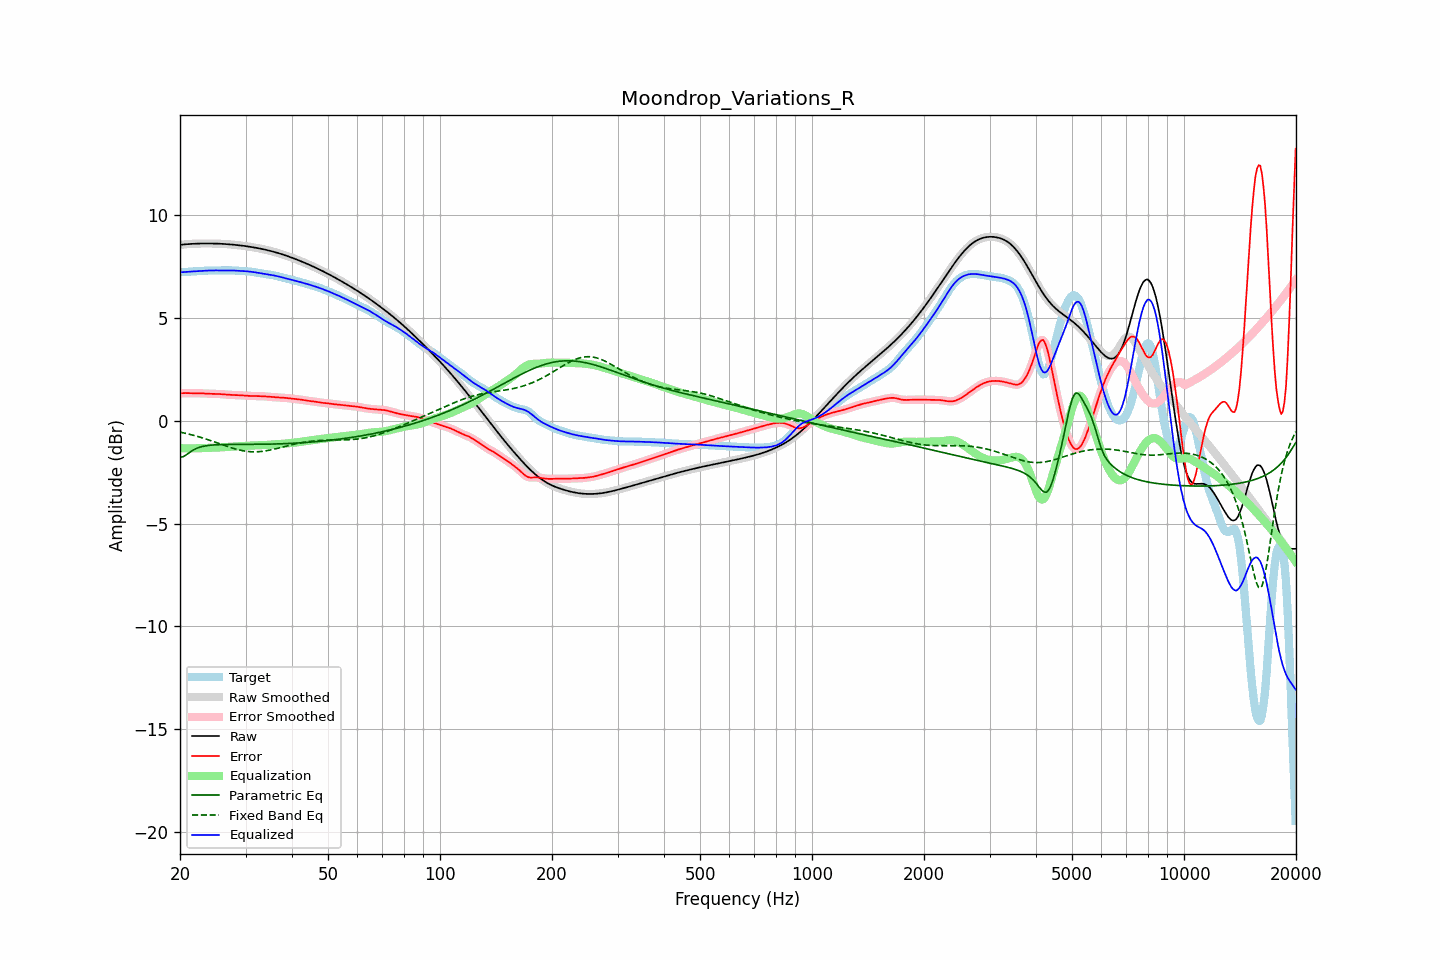 Moondrop_Variations_R
Amplitude (dBr)
10
5
0
−5
−10
−15
−20
Target
Raw Smoothed
Error Smoothed
Raw
Error
Equalization
Parametric Eq
Fixed Band Eq
Equalized
20 50 100 200 500 1000 2000 5000 10000 20000
Frequency (Hz)